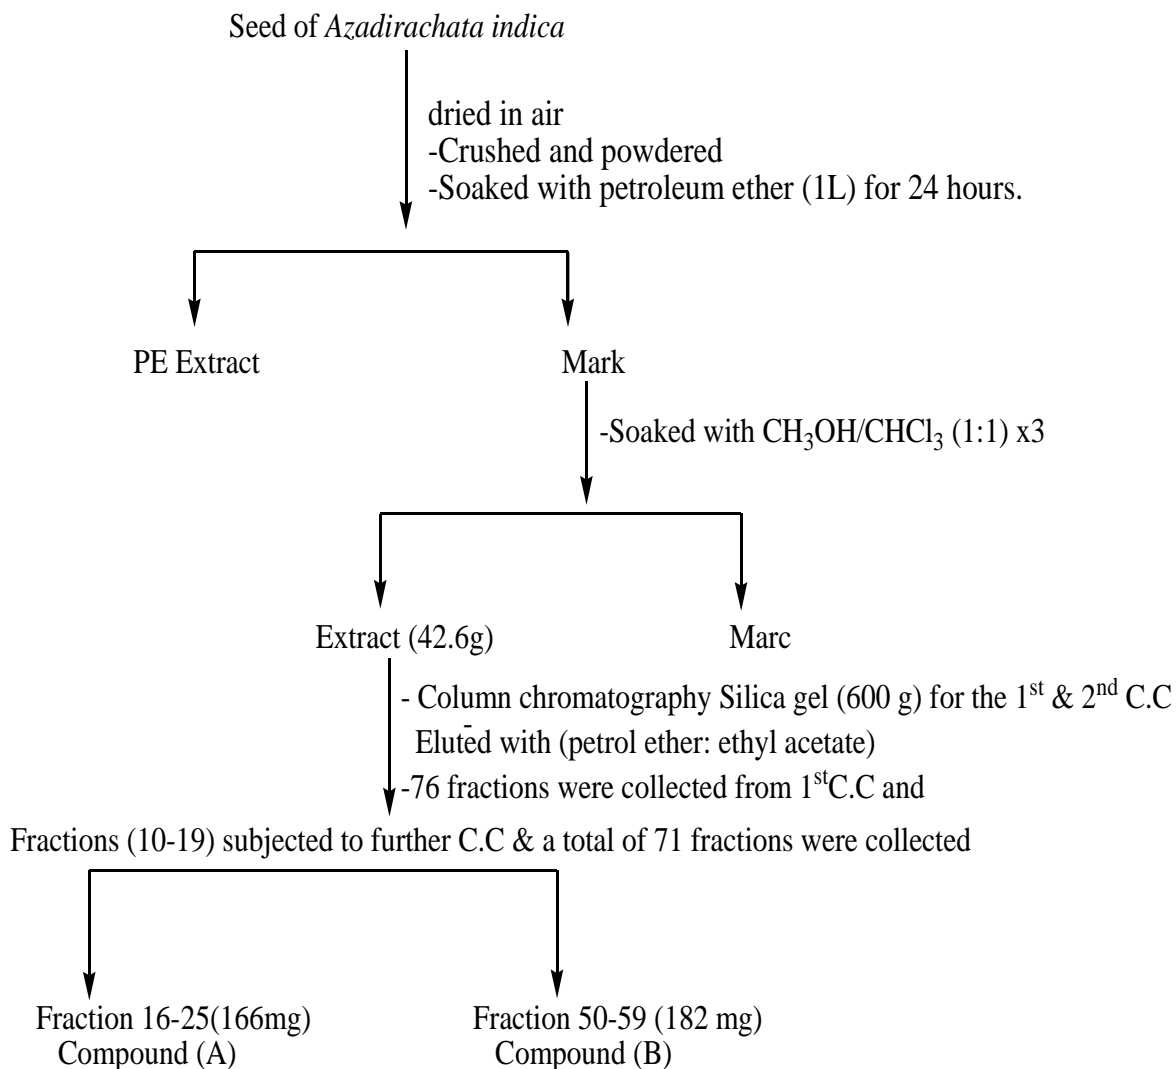 Seed of Azadirachata indica
dried in air
-Crushed and powdered
-Soaked with petroleum ether (1L) for 24 hours.
PE Extract
Mark
-Soaked with CH3OH/CHCl3 (1:1) x3
Extract (42.6g)
Marc
- Column chromatography Silica gel (600 g) for the 1st & 2nd C.C
-
Eluted with (petrol ether: ethyl acetate)
-76 fractions were collected from 1stC.C and
Fractions (10-19) subjected to further C.C & a total of 71 fractions were collected
Fraction 16-25(166mg)
Compound (A)
Fraction 50-59 (182 mg)
Compound (B)